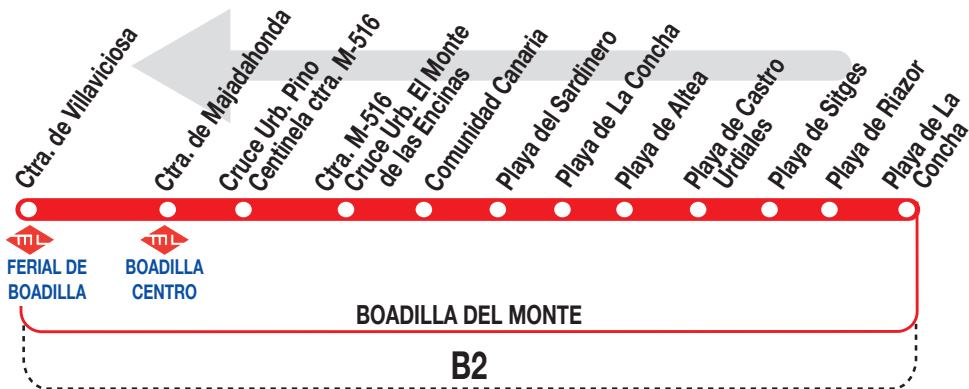 Ctra. de Villaviciosa
Ctra. de Majadahonda
Cruce Urb. Pino
Centinela ctra. M-516
Ctra. M-516
Cruce Urb. El Monte
de las Encinas
Comunidad Canaria
Playa del Sardinero
Playa de La Concha
Playa de Altea
Playa de Castro
Urdiales
Playa de Sitges
Playa de Riazor
Playa de La
Concha
ML
FERIAL DE
BOADILLA
ML
BOADILLA
CENTRO
BOADILLA DEL MONTE
B2